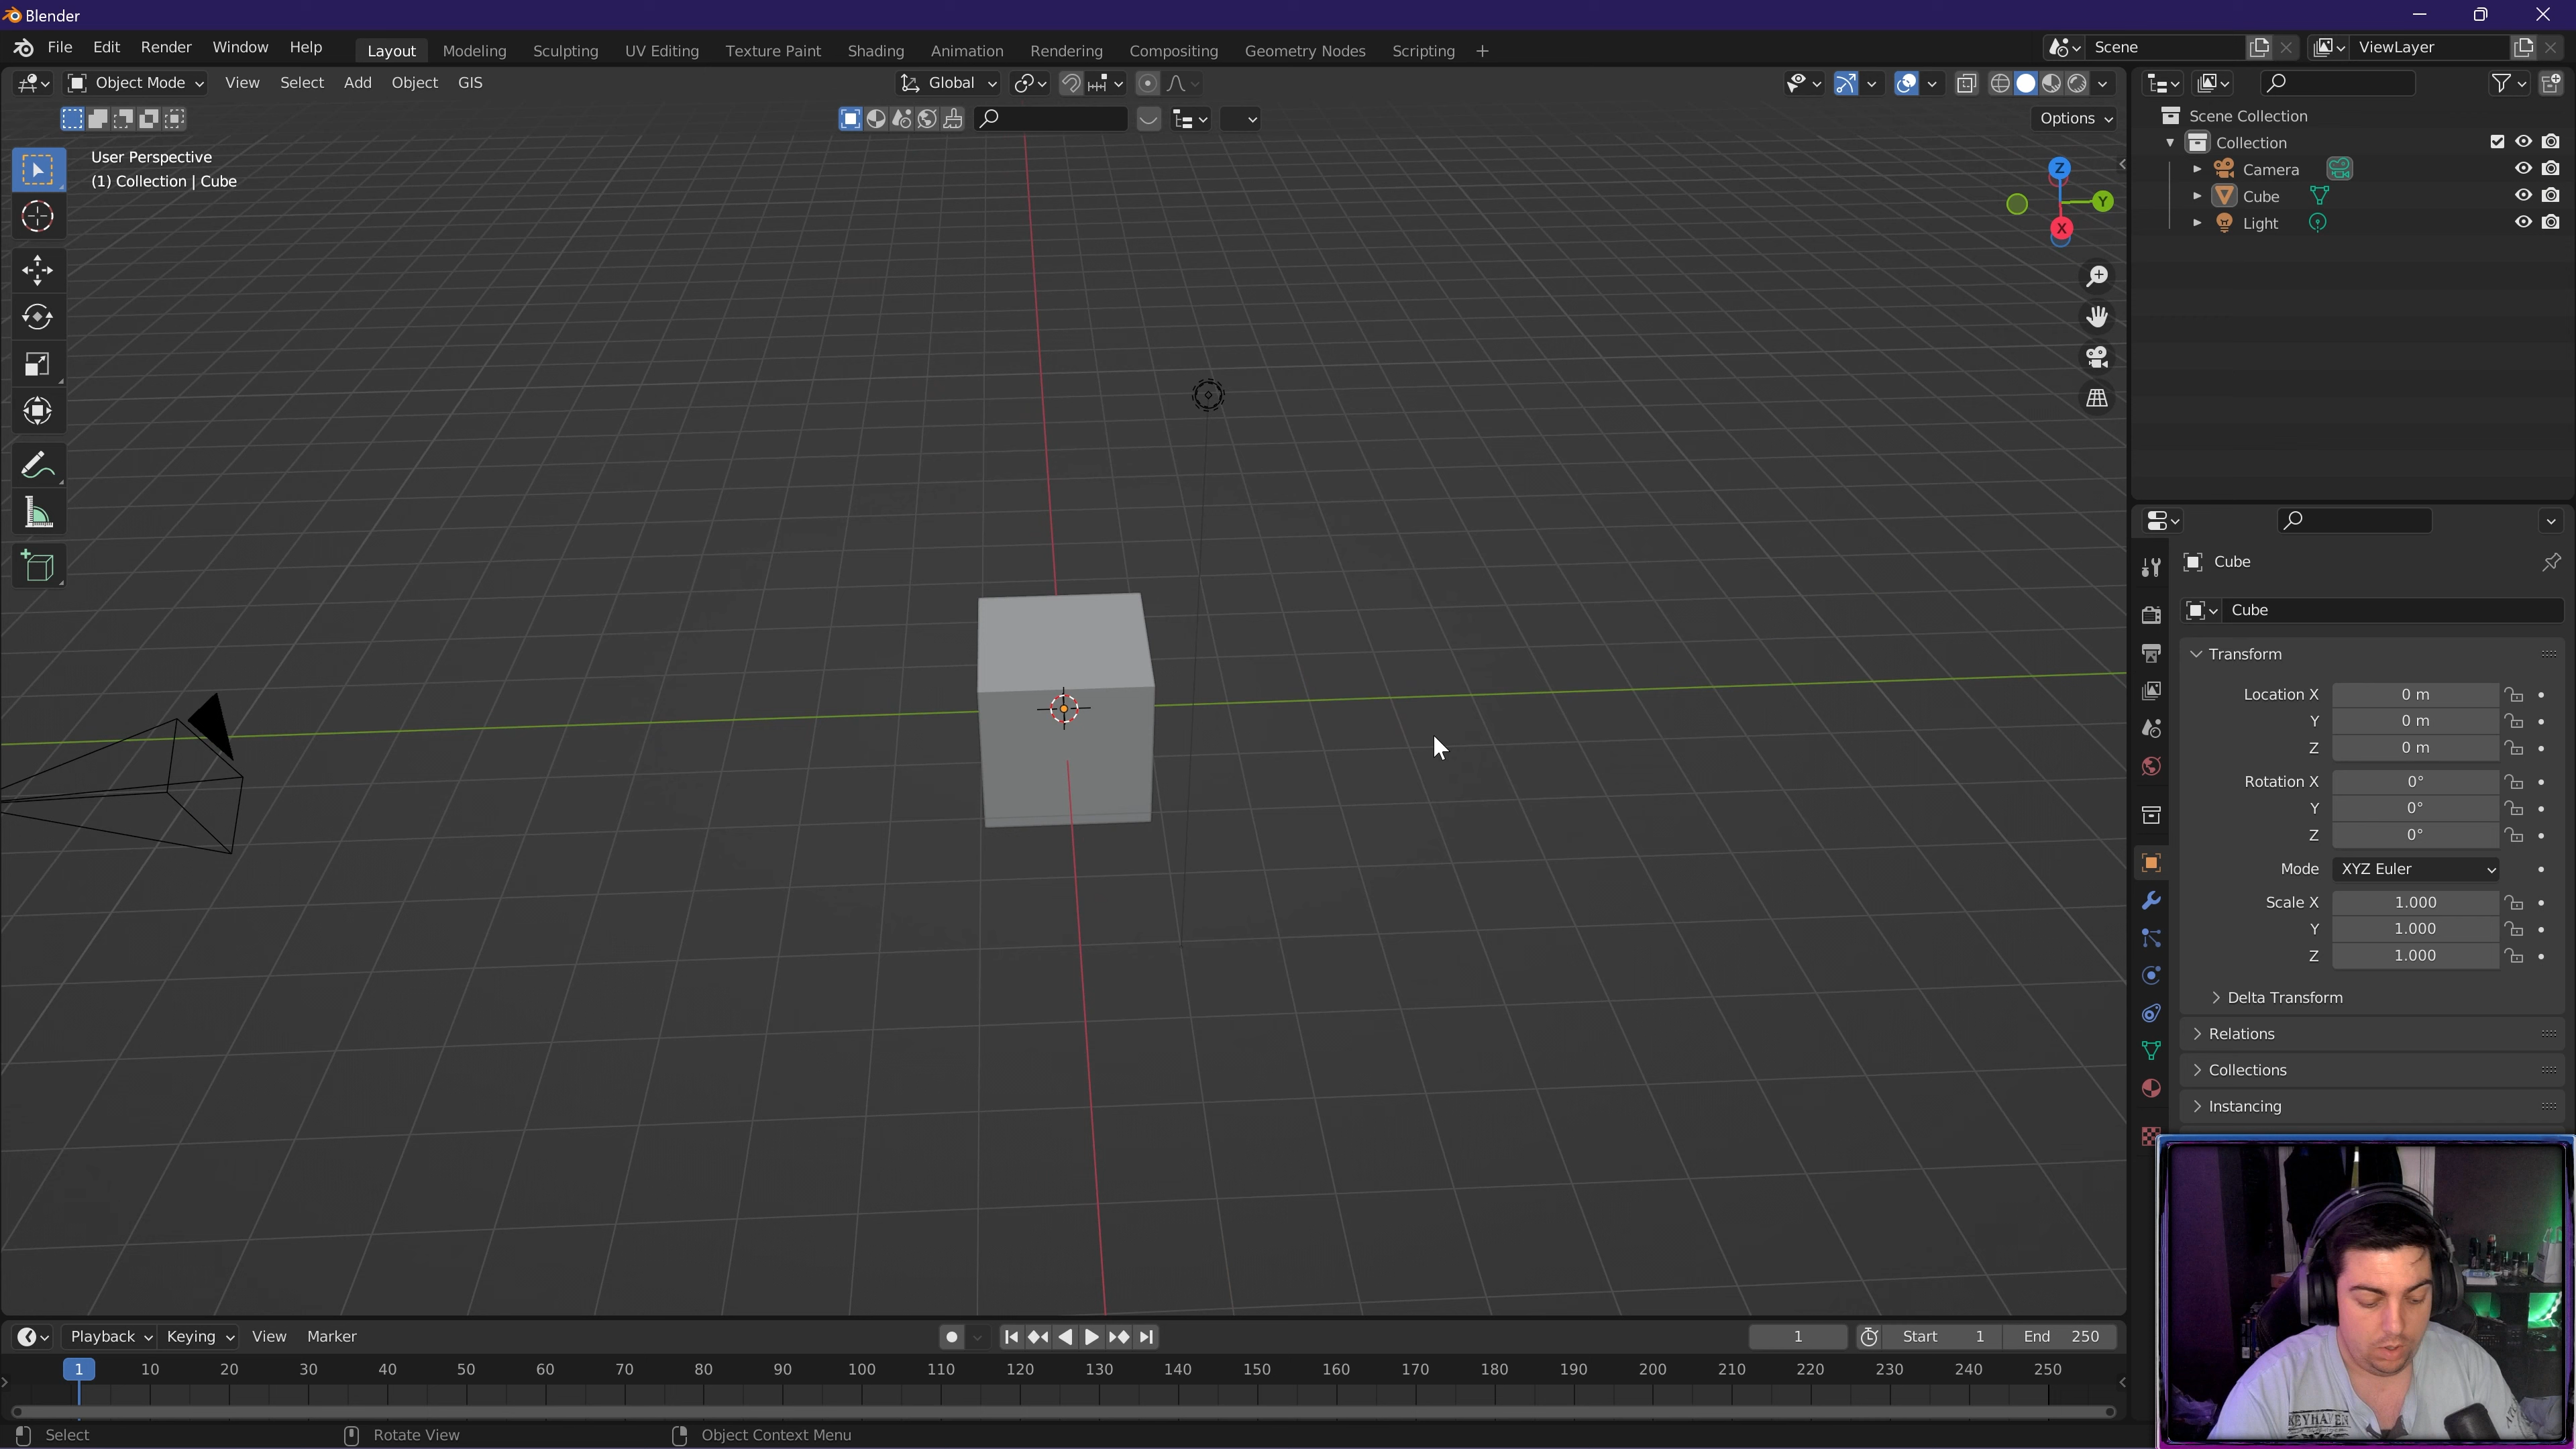 Blender
File Edit Render Window Help Layout Modeling Sculpting UV Editing Texture Paint Shading Animation Rendering Compositing Geometry Nodes Scripting + Scene ViewLayer
Object Mode View Select Add Object GIS Global
Options
User Perspective
(1) Collection | Cube
Z
Y
X
Scene Collection
Collection
Camera
Cube
Light
Cube
Cube
Transform
Location X 0 m
Y 0 m
Z 0 m
Rotation X 0°
Y 0°
Z 0°
Mode XYZ Euler
Scale X 1.000
Y 1.000
Z 1.000
Delta Transform
Relations
Collections
Instancing
Playback Keying View Marker 1 Start 1 End 250
1 10 20 30 40 50 60 70 80 90 100 110 120 130 140 150 160 170 180 190 200 210 220 230 240 250
Select Rotate View Object Context Menu
KEYHAVEN